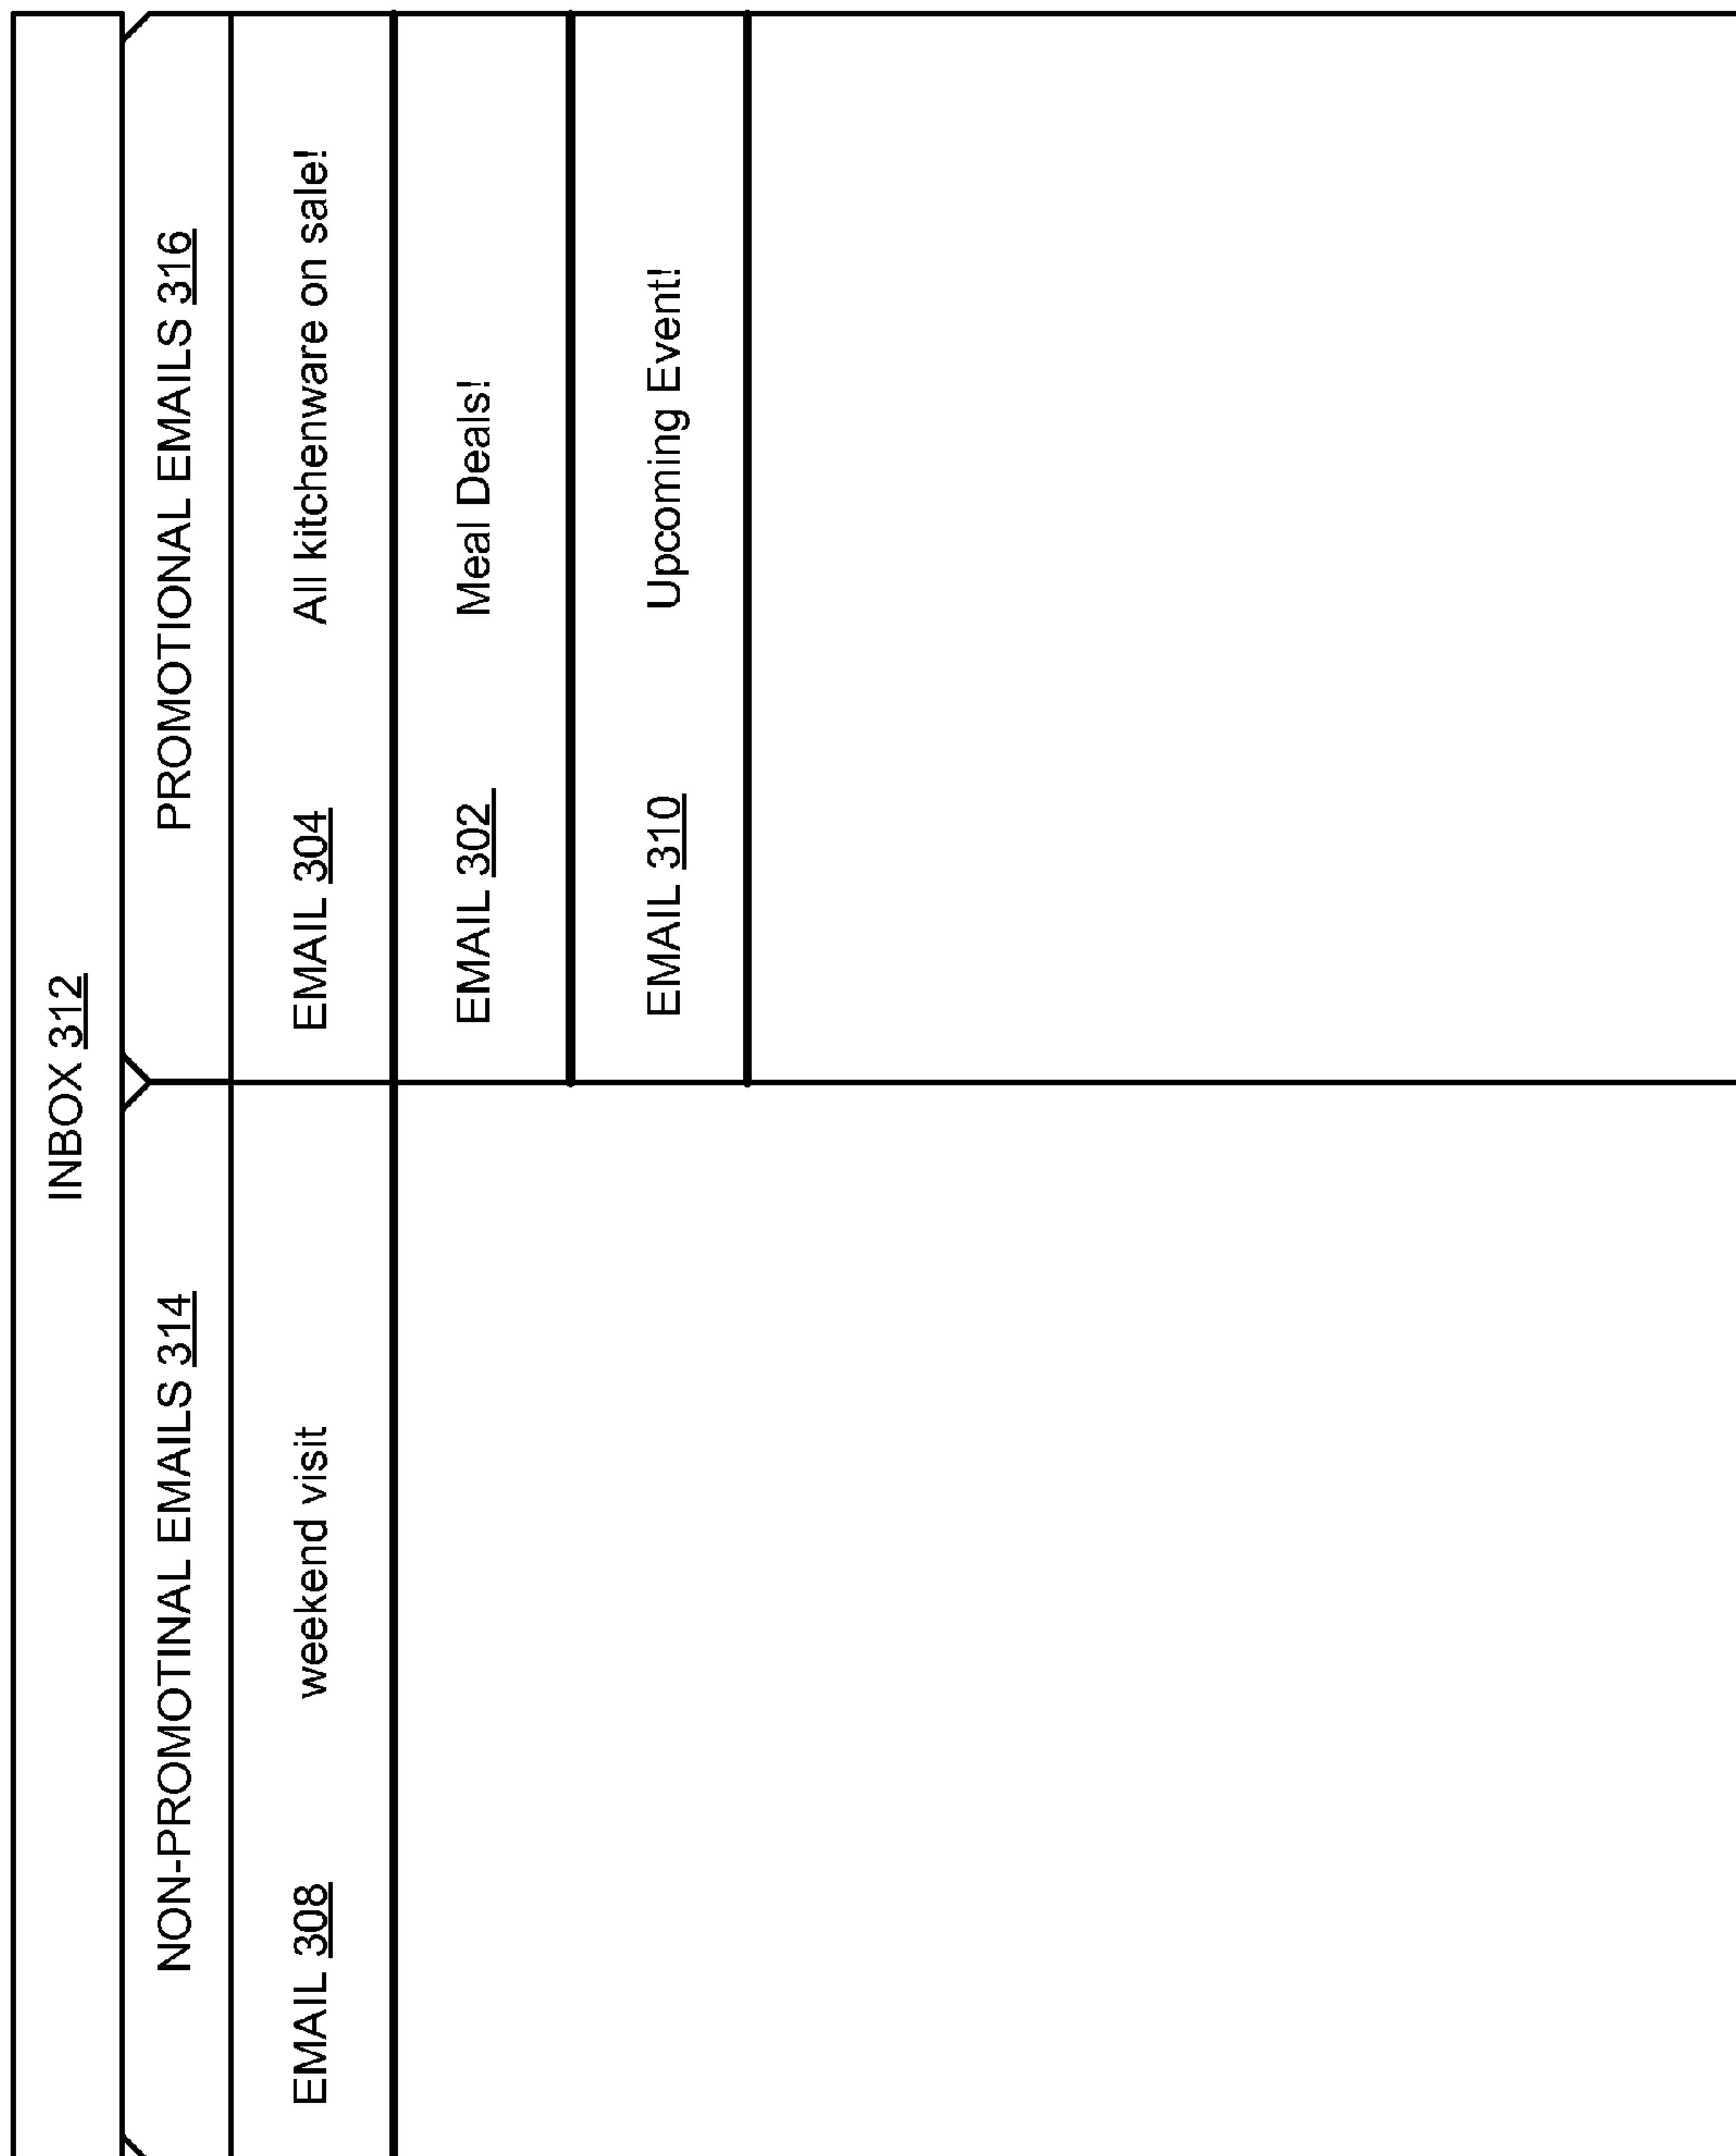 INBOX 312
NON-PROMOTINAL EMAILS 314
PROMOTIONAL EMAILS 316
EMAIL 308 weekend visit
EMAIL 304 All kitchenware on sale!
EMAIL 302 Meal Deals!
EMAIL 310 Upcoming Event!